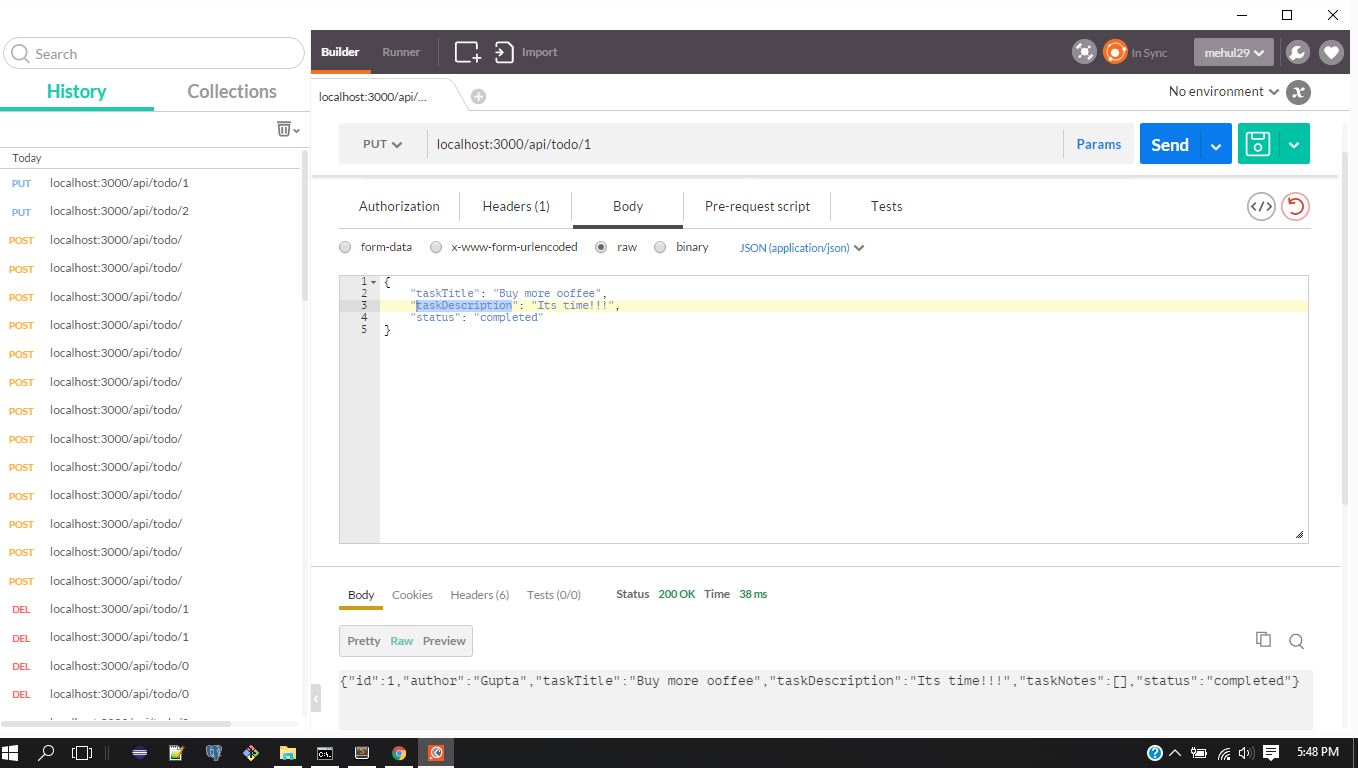 Search
Builder
Runner
Import
In Sync
mehul29
History
Collections
localhost:3000/api/...
No environment
x
Today
PUT
localhost:3000/api/todo/1
Params
Send
PUT localhost:3000/api/todo/1
PUT localhost:3000/api/todo/2
POST localhost:3000/api/todo/
POST localhost:3000/api/todo/
POST localhost:3000/api/todo/
POST localhost:3000/api/todo/
POST localhost:3000/api/todo/
POST localhost:3000/api/todo/
POST localhost:3000/api/todo/
POST localhost:3000/api/todo/
POST localhost:3000/api/todo/
POST localhost:3000/api/todo/
POST localhost:3000/api/todo/
POST localhost:3000/api/todo/
POST localhost:3000/api/todo/
DEL localhost:3000/api/todo/1
DEL localhost:3000/api/todo/1
DEL localhost:3000/api/todo/0
DEL localhost:3000/api/todo/0
Authorization
Headers (1)
Body
Pre-request script
Tests
form-data
x-www-form-urlencoded
raw
binary
JSON (application/json)
1 {
2 "taskTitle": "Buy more ooffee",
3 "taskDescription": "Its time!!!",
4 "status": "completed"
5 }
Body
Cookies
Headers (6)
Tests (0/0)
Status 200 OK Time 38 ms
Pretty Raw Preview
{"id":1,"author":"Gupta","taskTitle":"Buy more ooffee","taskDescription":"Its time!!!","taskNotes":[],"status":"completed"}
5:48 PM